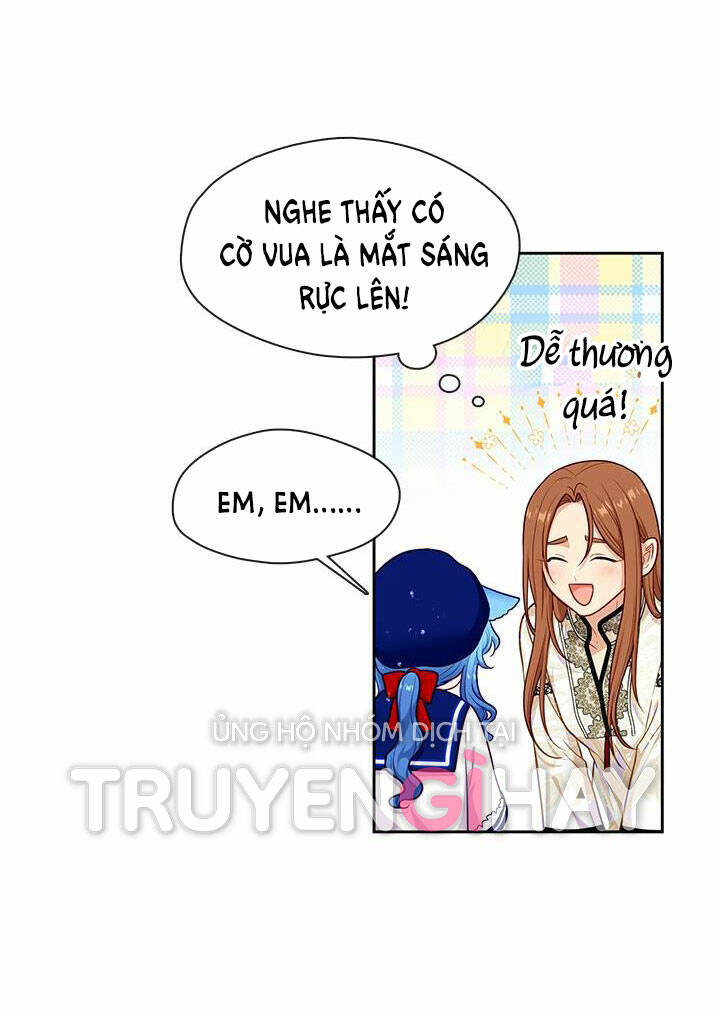 NGHE THẤY CÓ
CỜ VUA LÀ MẮT SÁNG
RỰC LÊN!
Dễ thương
quá!
EM, EM......
ỦNG HỘ NHÓM DỊCH TẠI
TRUYENGIHAY